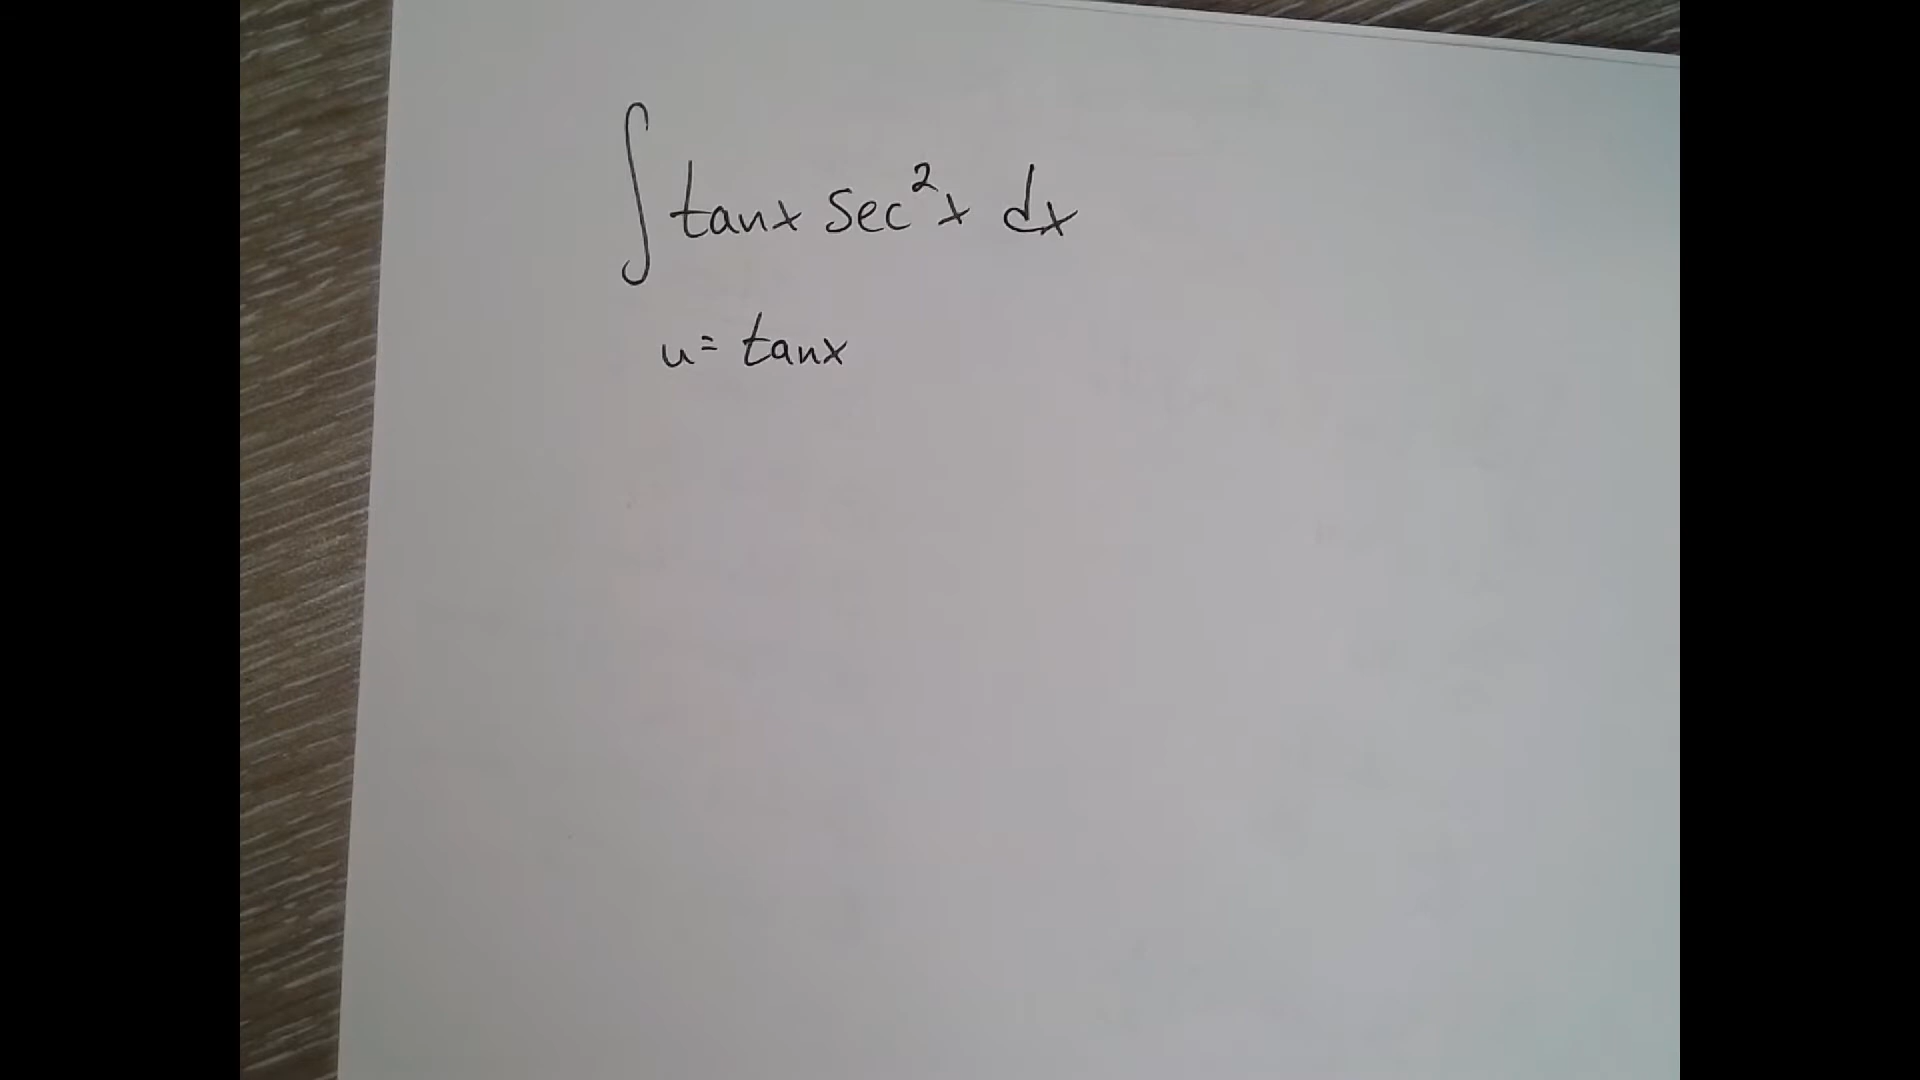 ∫ tanx sec²x dx
u = tanx